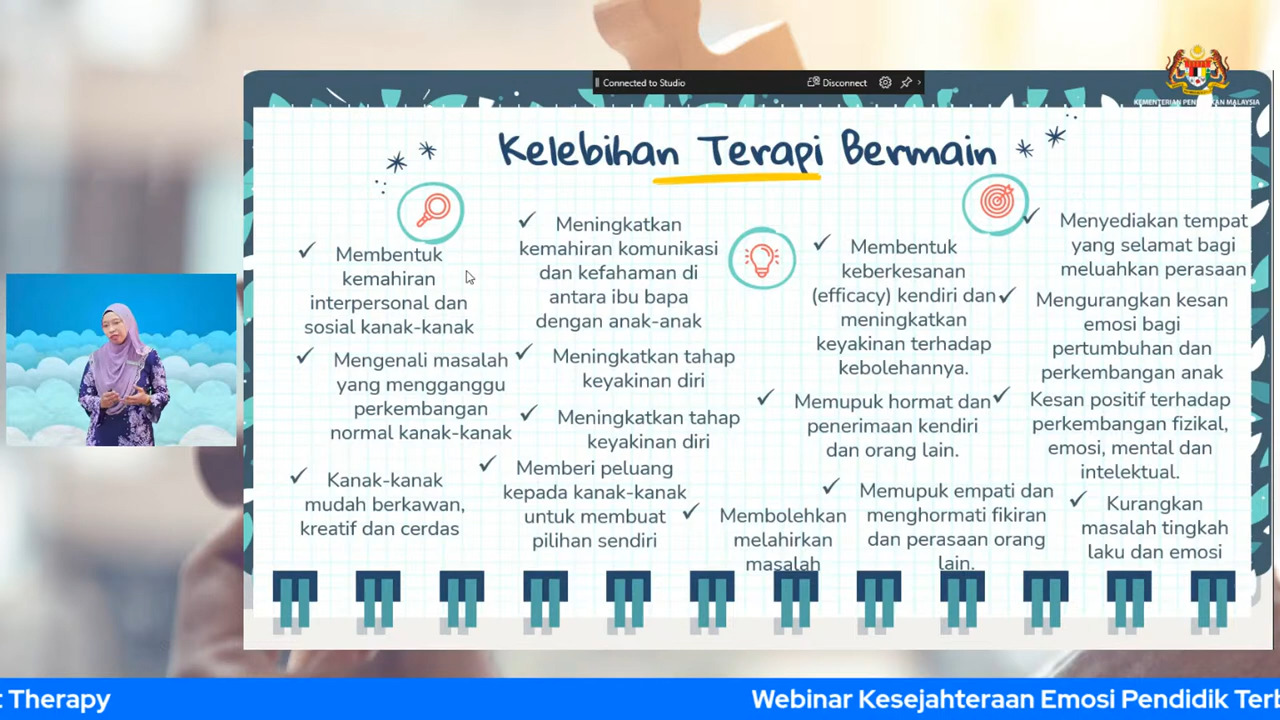 Connected to Studio
Disconnect
KEMENTERIAN PENDIDIKAN MALAYSIA
Kelebihan Terapi Bermain
Membentuk
kemahiran
interpersonal dan
sosial kanak-kanak
Mengenali masalah
yang mengganggu
perkembangan
normal kanak-kanak
Kanak-kanak
mudah berkawan,
kreatif dan cerdas
Meningkatkan
kemahiran komunikasi
dan kefahaman di
antara ibu bapa
dengan anak-anak
Meningkatkan tahap
keyakinan diri
Meningkatkan tahap
keyakinan diri
Memberi peluang
kepada kanak-kanak
untuk membuat
pilihan sendiri
Membolehkan
melahirkan
masalah
Membentuk
keberkesanan
(efficacy) kendiri dan
meningkatkan
keyakinan terhadap
kebolehannya.
Memupuk hormat dan
penerimaan kendiri
dan orang lain.
Memupuk empati dan
menghormati fikiran
dan perasaan orang
lain.
Menyediakan tempat
yang selamat bagi
meluahkan perasaan
Mengurangkan kesan
emosi bagi
pertumbuhan dan
perkembangan anak
Kesan positif terhadap
perkembangan fizikal,
emosi, mental dan
intelektual.
Kurangkan
masalah tingkah
laku dan emosi
Therapy
Webinar Kesejahteraan Emosi Pendidik